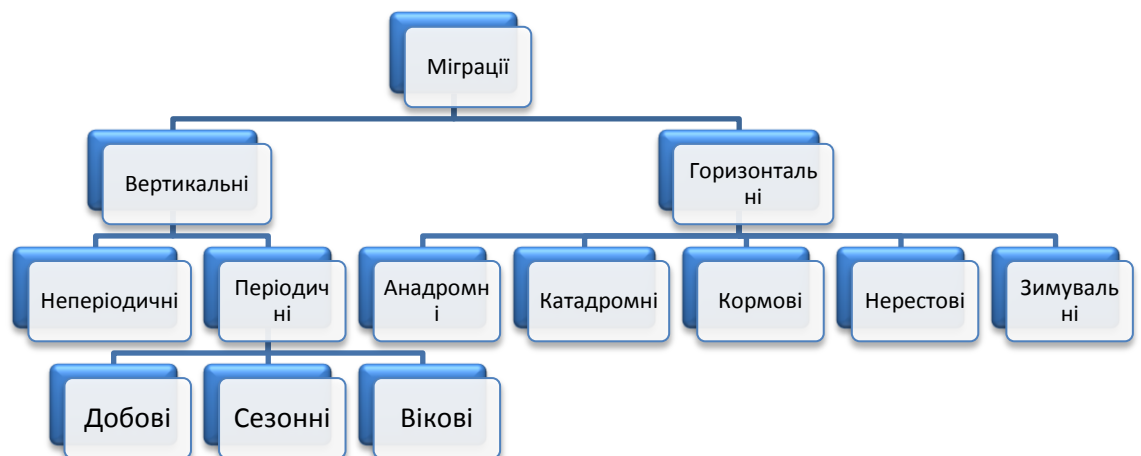 Міграції
Вертикальні
Горизонталь
ні
Неперіодичні
Періодич
ні
Анадромн
і
Катадромні
Кормові
Нерестові
Зимуваль
ні
Добові
Сезонні
Вікові